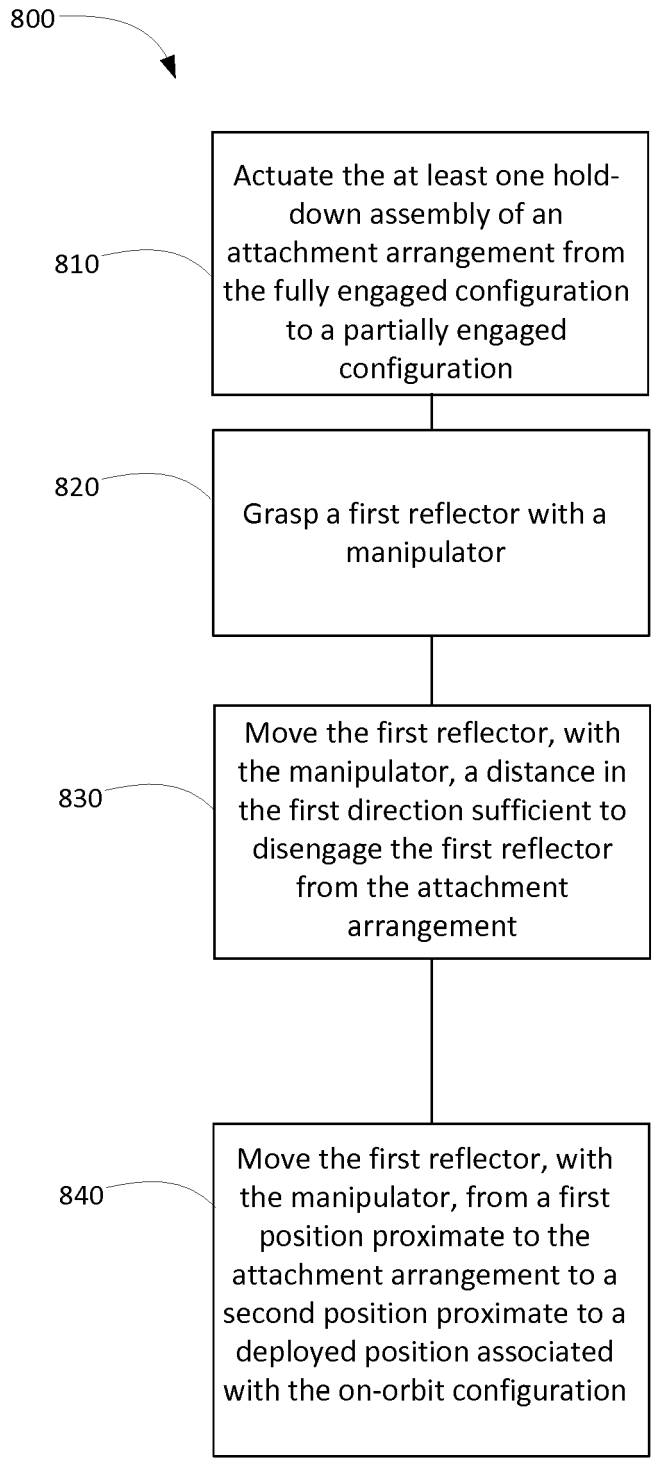 800
810
Actuate the at least one hold-
down assembly of an
attachment arrangement from
the fully engaged configuration
to a partially engaged
configuration
820
Grasp a first reflector with a
manipulator
830
Move the first reflector, with
the manipulator, a distance in
the first direction sufficient to
disengage the first reflector
from the attachment
arrangement
840
Move the first reflector, with
the manipulator, from a first
position proximate to the
attachment arrangement to a
second position proximate to a
deployed position associated
with the on-orbit configuration